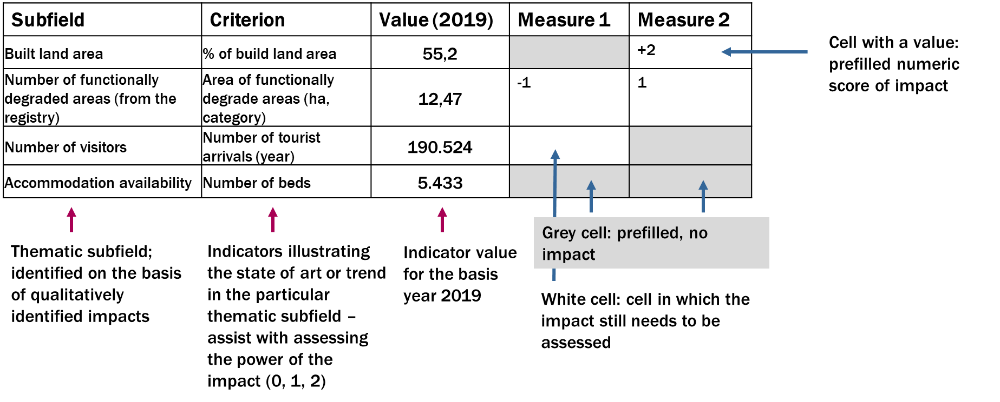 Subfield
Criterion
Value (2019)
Measure 1
Measure 2
Built land area
% of build land area
55,2
+2
Number of functionally
degraded areas (from the
registry)
Area of functionally
degrade areas (ha,
category)
12,47
-1
1
Number of visitors
Number of tourist
arrivals (year)
190.524
Accommodation availability
Number of beds
5.433
Cell with a value:
prefilled numeric
score of impact
Thematic subfield;
identified on the basis
of qualitatively
identified impacts
Indicators illustrating
the state of art or trend
in the particular
thematic subfield –
assist with assessing
the power of the
impact (0, 1, 2)
Indicator value
for the basis
year 2019
Grey cell: prefilled, no
impact
White cell: cell in which the
impact still needs to be
assessed